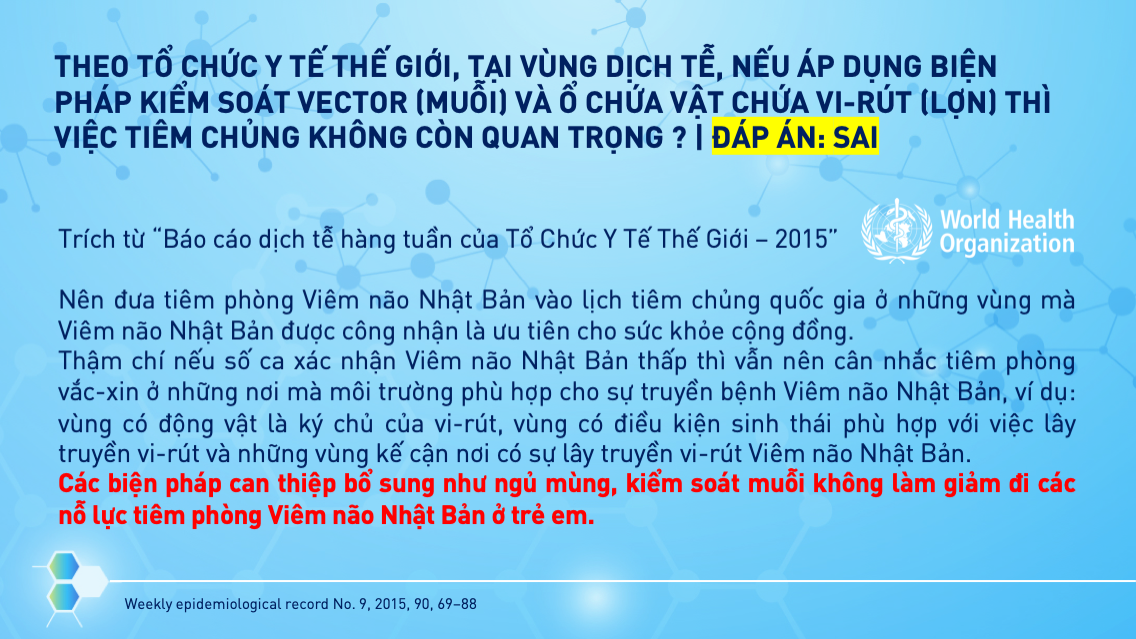 THEO TỔ CHỨC Y TẾ THẾ GIỚI, TẠI VÙNG DỊCH TỄ, NẾU ÁP DỤNG BIỆN
PHÁP KIỂM SOÁT VECTOR (MUỖI) VÀ Ổ CHỨA VẬT CHỨA VI-RÚT (LỢN) THÌ
VIỆC TIÊM CHỦNG KHÔNG CÒN QUAN TRỌNG ? | ĐÁP ÁN: SAI
Trích từ “Báo cáo dịch tễ hàng tuần của Tổ Chức Y Tế Thế Giới – 2015”
World Health
Organization
Nên đưa tiêm phòng Viêm não Nhật Bản vào lịch tiêm chủng quốc gia ở những vùng mà
Viêm não Nhật Bản được công nhận là ưu tiên cho sức khỏe cộng đồng.
Thậm chí nếu số ca xác nhận Viêm não Nhật Bản thấp thì vẫn nên cân nhắc tiêm phòng
vắc-xin ở những nơi mà môi trường phù hợp cho sự truyền bệnh Viêm não Nhật Bản, ví dụ:
vùng có động vật là ký chủ của vi-rút, vùng có điều kiện sinh thái phù hợp với việc lây
truyền vi-rút và những vùng kế cận nơi có sự lây truyền vi-rút Viêm não Nhật Bản.
Các biện pháp can thiệp bổ sung như ngủ mùng, kiểm soát muỗi không làm giảm đi các
nỗ lực tiêm phòng Viêm não Nhật Bản ở trẻ em.
Weekly epidemiological record No. 9, 2015, 90, 69–88